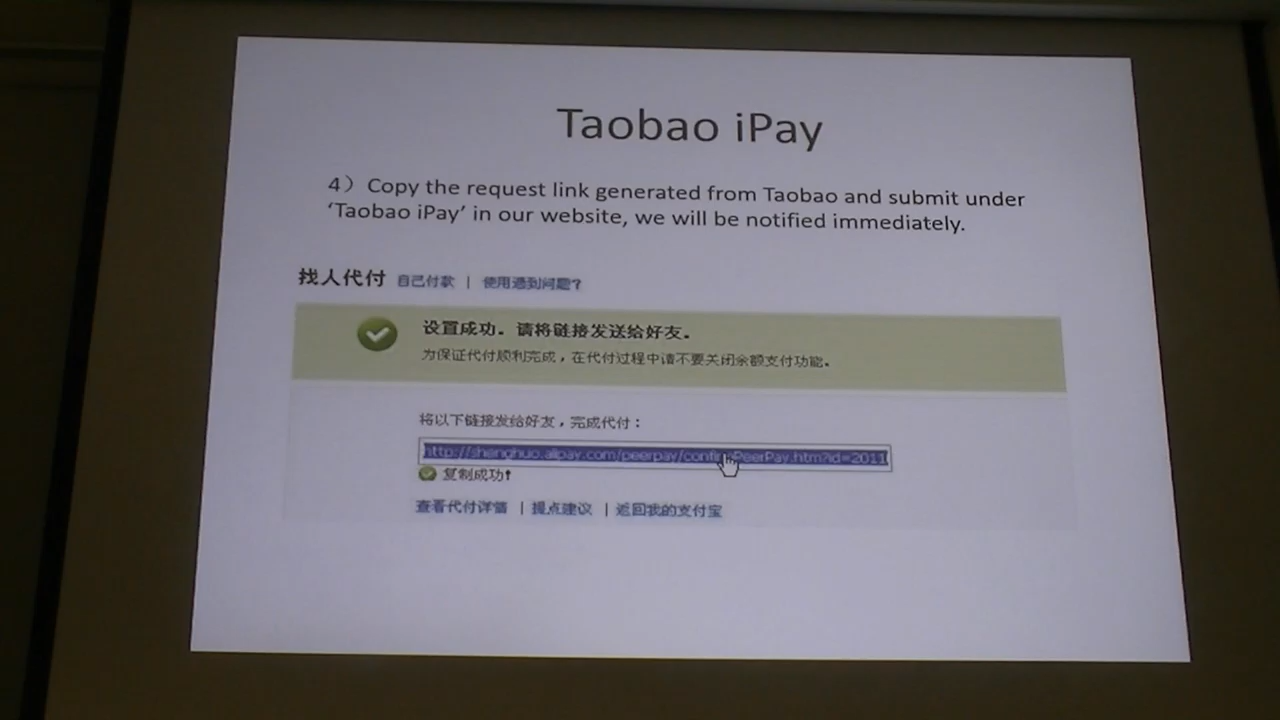 Taobao iPay
4）Copy the request link generated from Taobao and submit under
‘Taobao iPay’ in our website, we will be notified immediately.
找人代付 自己付款 | 使用遇到问题?
设置成功。请将链接发送给好友。
为保证代付顺利完成，在代付过程中请不要关闭余额支付功能。
将以下链接发给好友，完成代付：
http://shenghuo.alipay.com/peerpay/confirmPeerPay.htm?id=2011
复制成功!
查看代付详情 | 提点建议 | 返回我的支付宝